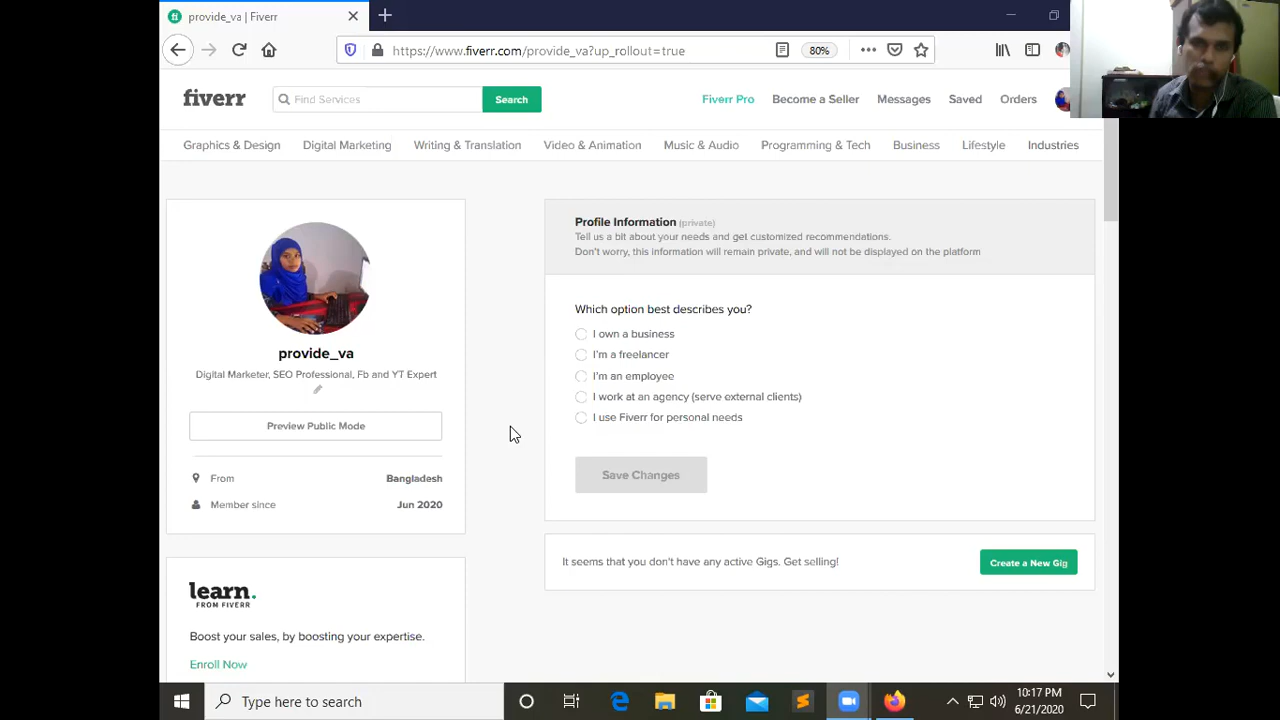 provide_va | Fiverr
https://www.fiverr.com/provide_va?up_rollout=true
80%
fiverr
Find Services
Search
Fiverr Pro
Become a Seller
Messages
Saved
Orders
Graphics & Design
Digital Marketing
Writing & Translation
Video & Animation
Music & Audio
Programming & Tech
Business
Lifestyle
Industries
provide_va
Digital Marketer, SEO Professional, Fb and YT Expert
Preview Public Mode
From Bangladesh
Member since Jun 2020
learn.
FROM FIVERR
Boost your sales, by boosting your expertise.
Enroll Now
Profile Information (private)
Tell us a bit about your needs and get customized recommendations.
Don't worry, this information will remain private, and will not be displayed on the platform
Which option best describes you?
I own a business
I'm a freelancer
I'm an employee
I work at an agency (serve external clients)
I use Fiverr for personal needs
Save Changes
It seems that you don't have any active Gigs. Get selling!
Create a New Gig
Type here to search
10:17 PM
6/21/2020